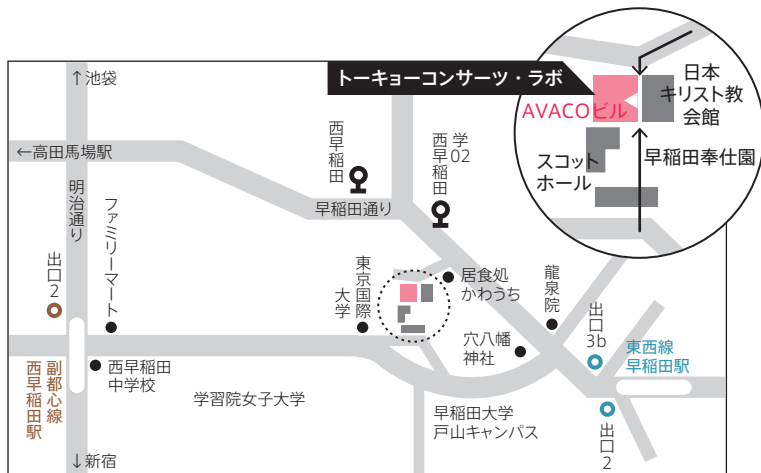 トーキョーコンサーツ・ラボ
日本
キリスト教
会館
AVACOビル
早稲田奉仕園
スコット
ホール
↑池袋
←高田馬場駅
明治通り
ファミリーマート
出口2
西早稲田
学02
西早稲田
早稲田通り
東京国際
大学
居食処
かわうち
龍泉院
穴八幡
神社
出口
3b
東西線
早稲田駅
出口2
副都心線
西早稲田駅
西早稲田
中学校
学習院女子大学
早稲田大学
戸山キャンパス
↓新宿